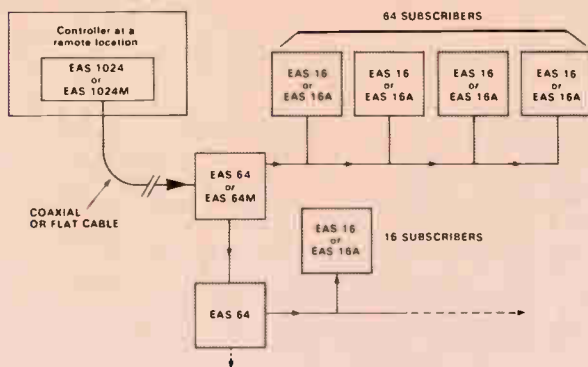 64 SUBSCRIBERS
Controller at a
remote location
EAS 1024
or
EAS 1024M
EAS 16
or
EAS 16A
EAS 16
or
EAS 16A
EAS 16
or
EAS 16A
EAS 16
or
EAS 16A
EAS 64
or
EAS 64M
COAXIAL
OR FLAT CABLE
EAS 16
or
EAS 16A
16 SUBSCRIBERS
EAS 64